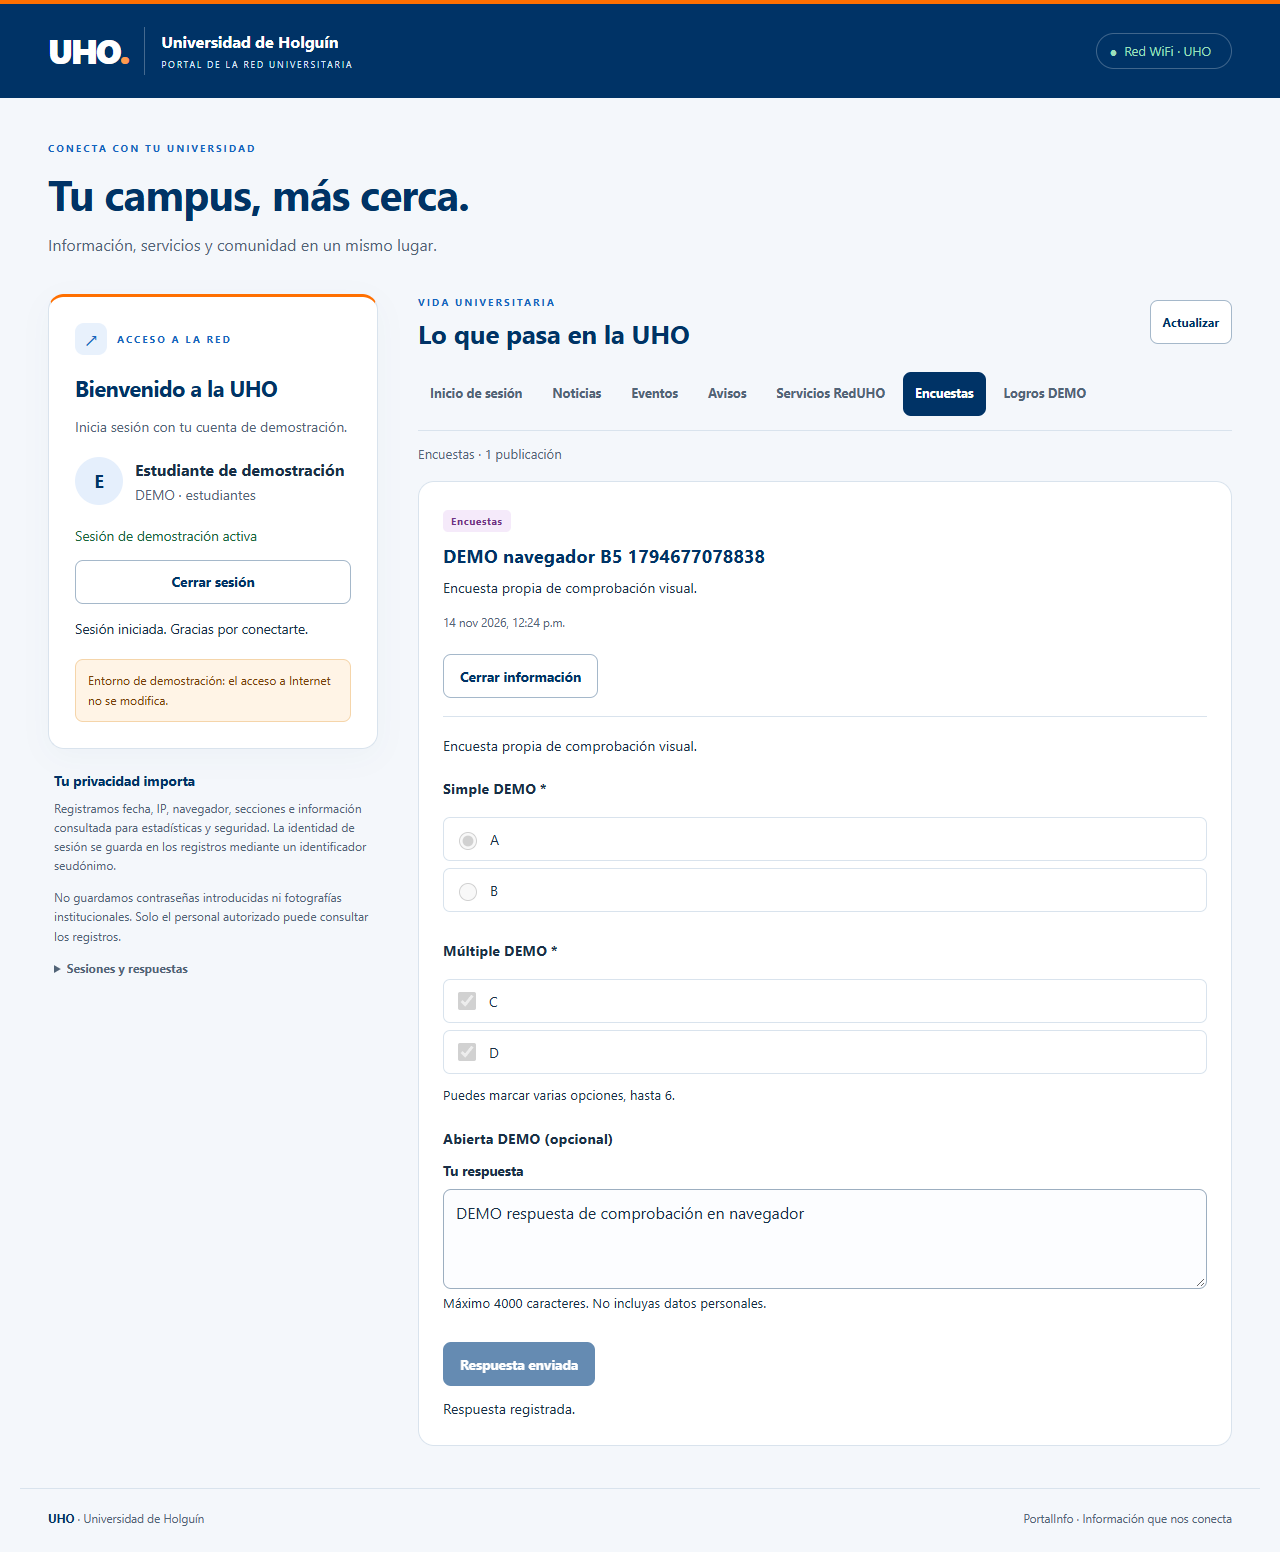 UHO.
Universidad de Holguín
PORTAL DE LA RED UNIVERSITARIA
Red WiFi · UHO
CONECTA CON TU UNIVERSIDAD
Tu campus, más cerca.
Información, servicios y comunidad en un mismo lugar.
ACCESO A LA RED
Bienvenido a la UHO
Inicia sesión con tu cuenta de demostración.
E
Estudiante de demostración
DEMO · estudiantes
Sesión de demostración activa
Cerrar sesión
Sesión iniciada. Gracias por conectarte.
Entorno de demostración: el acceso a Internet
no se modifica.
Tu privacidad importa
Registramos fecha, IP, navegador, secciones e información
consultada para estadísticas y seguridad. La identidad de
sesión se guarda en los registros mediante un identificador
seudónimo.
No guardamos contraseñas introducidas ni fotografías
institucionales. Solo el personal autorizado puede consultar
los registros.
Sesiones y respuestas
VIDA UNIVERSITARIA
Lo que pasa en la UHO
Actualizar
Inicio de sesión
Noticias
Eventos
Avisos
Servicios RedUHO
Encuestas
Logros DEMO
Encuestas · 1 publicación
Encuestas
DEMO navegador B5 1794677078838
Encuesta propia de comprobación visual.
14 nov 2026, 12:24 p.m.
Cerrar información
Encuesta propia de comprobación visual.
Simple DEMO *
A
B
Múltiple DEMO *
C
D
Puedes marcar varias opciones, hasta 6.
Abierta DEMO (opcional)
Tu respuesta
DEMO respuesta de comprobación en navegador
Máximo 4000 caracteres. No incluyas datos personales.
Respuesta enviada
Respuesta registrada.
UHO · Universidad de Holguín
PortalInfo · Información que nos conecta